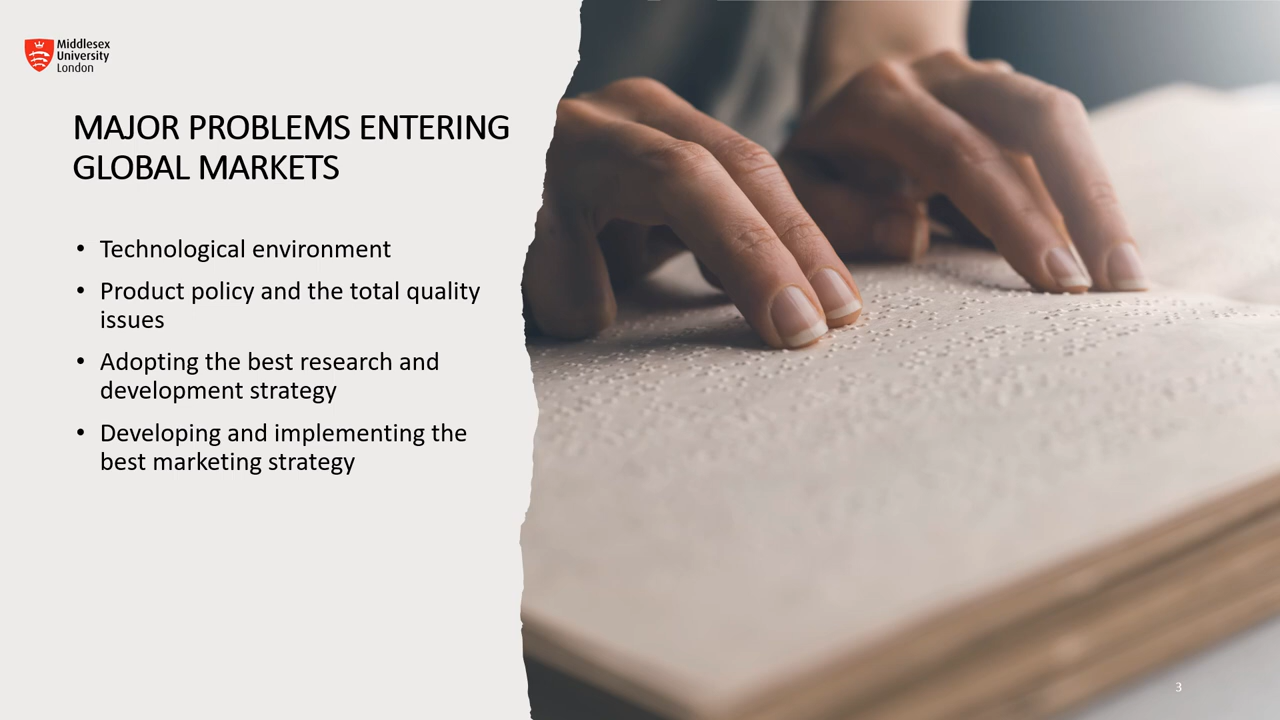 Middlesex
University
London
MAJOR PROBLEMS ENTERING
GLOBAL MARKETS
• Technological environment
• Product policy and the total quality
issues
• Adopting the best research and
development strategy
• Developing and implementing the
best marketing strategy
3